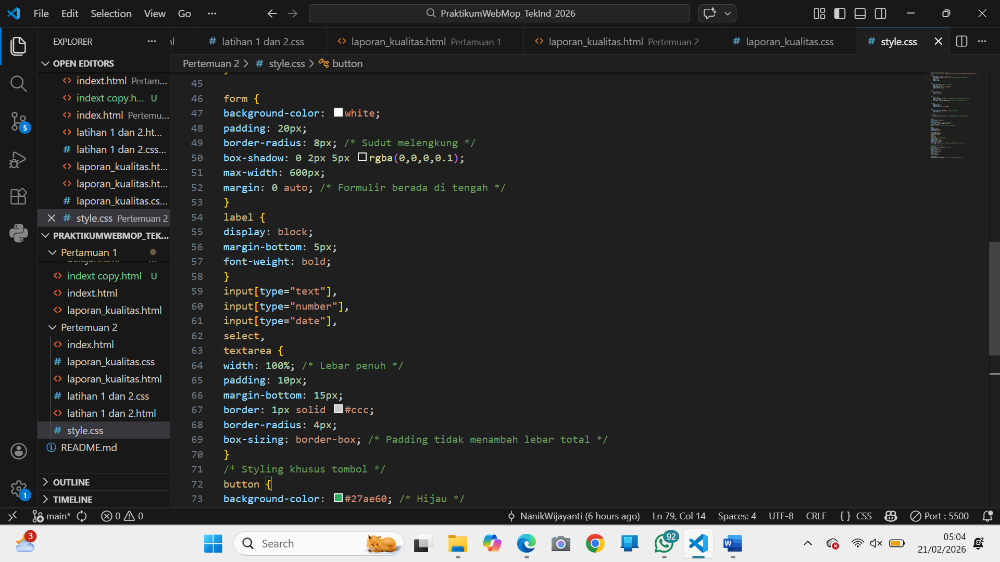 File Edit Selection View Go ···
PraktikumWebMop_TekInd_2026
EXPLORER ···
OPEN EDITORS
indext.html Pertam...
indext copy.h... U
index.html Pertemu...
latihan 1 dan 2.ht...
latihan 1 dan 2.css...
laporan_kualitas.ht...
laporan_kualitas.ht...
laporan_kualitas.cs...
style.css Pertemuan 2
PRAKTIKUMWEBMOP_TEK...
Pertamuan 1
indext copy.html U
indext.html
laporan_kualitas.html
Pertemuan 2
index.html
laporan_kualitas.css
laporan_kualitas.html
latihan 1 dan 2.css
latihan 1 dan 2.html
style.css
README.md
OUTLINE
TIMELINE
5
1
# latihan 1 dan 2.css
laporan_kualitas.html Pertamuan 1
laporan_kualitas.html Pertemuan 2
# laporan_kualitas.css
# style.css
Pertemuan 2 > # style.css > button
45
46 form {
47 background-color: white;
48 padding: 20px;
49 border-radius: 8px; /* Sudut melengkung */
50 box-shadow: 0 2px 5px rgba(0,0,0,0.1);
51 max-width: 600px;
52 margin: 0 auto; /* Formulir berada di tengah */
53 }
54 label {
55 display: block;
56 margin-bottom: 5px;
57 font-weight: bold;
58 }
59 input[type="text"],
60 input[type="number"],
61 input[type="date"],
62 select,
63 textarea {
64 width: 100%; /* Lebar penuh */
65 padding: 10px;
66 margin-bottom: 15px;
67 border: 1px solid #ccc;
68 border-radius: 4px;
69 box-sizing: border-box; /* Padding tidak menambah lebar total */
70 }
71 /* Styling khusus tombol */
72 button {
73 background-color: #27ae60; /* Hijau */
main* 0 0 NanikWijayanti (6 hours ago) Ln 79, Col 14 Spaces: 4 UTF-8 CRLF { } CSS Port : 5500
3 Search 92 05:04
21/02/2026